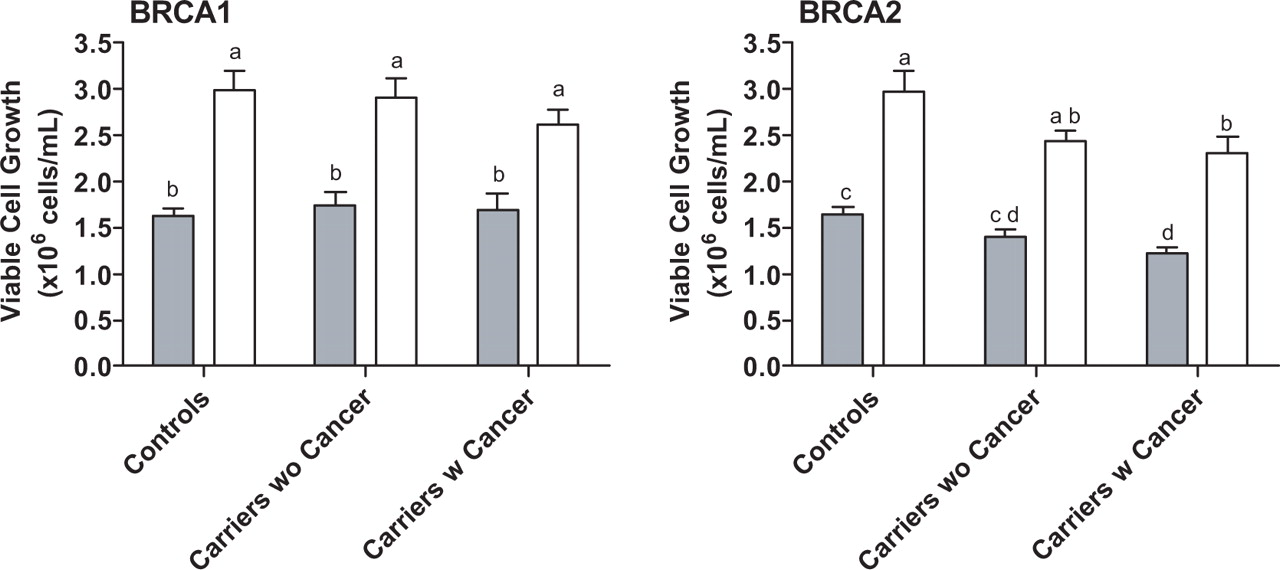 BRCA1
Viable Cell Growth
(x10⁶ cells/mL)
3.5
3.0
2.5
2.0
1.5
1.0
0.5
0.0
b
a
b
a
b
a
Controls
Carriers wo Cancer
Carriers w Cancer
BRCA2
Viable Cell Growth
(x10⁶ cells/mL)
3.5
3.0
2.5
2.0
1.5
1.0
0.5
0.0
c
a
c d
a b
d
b
Controls
Carriers wo Cancer
Carriers w Cancer